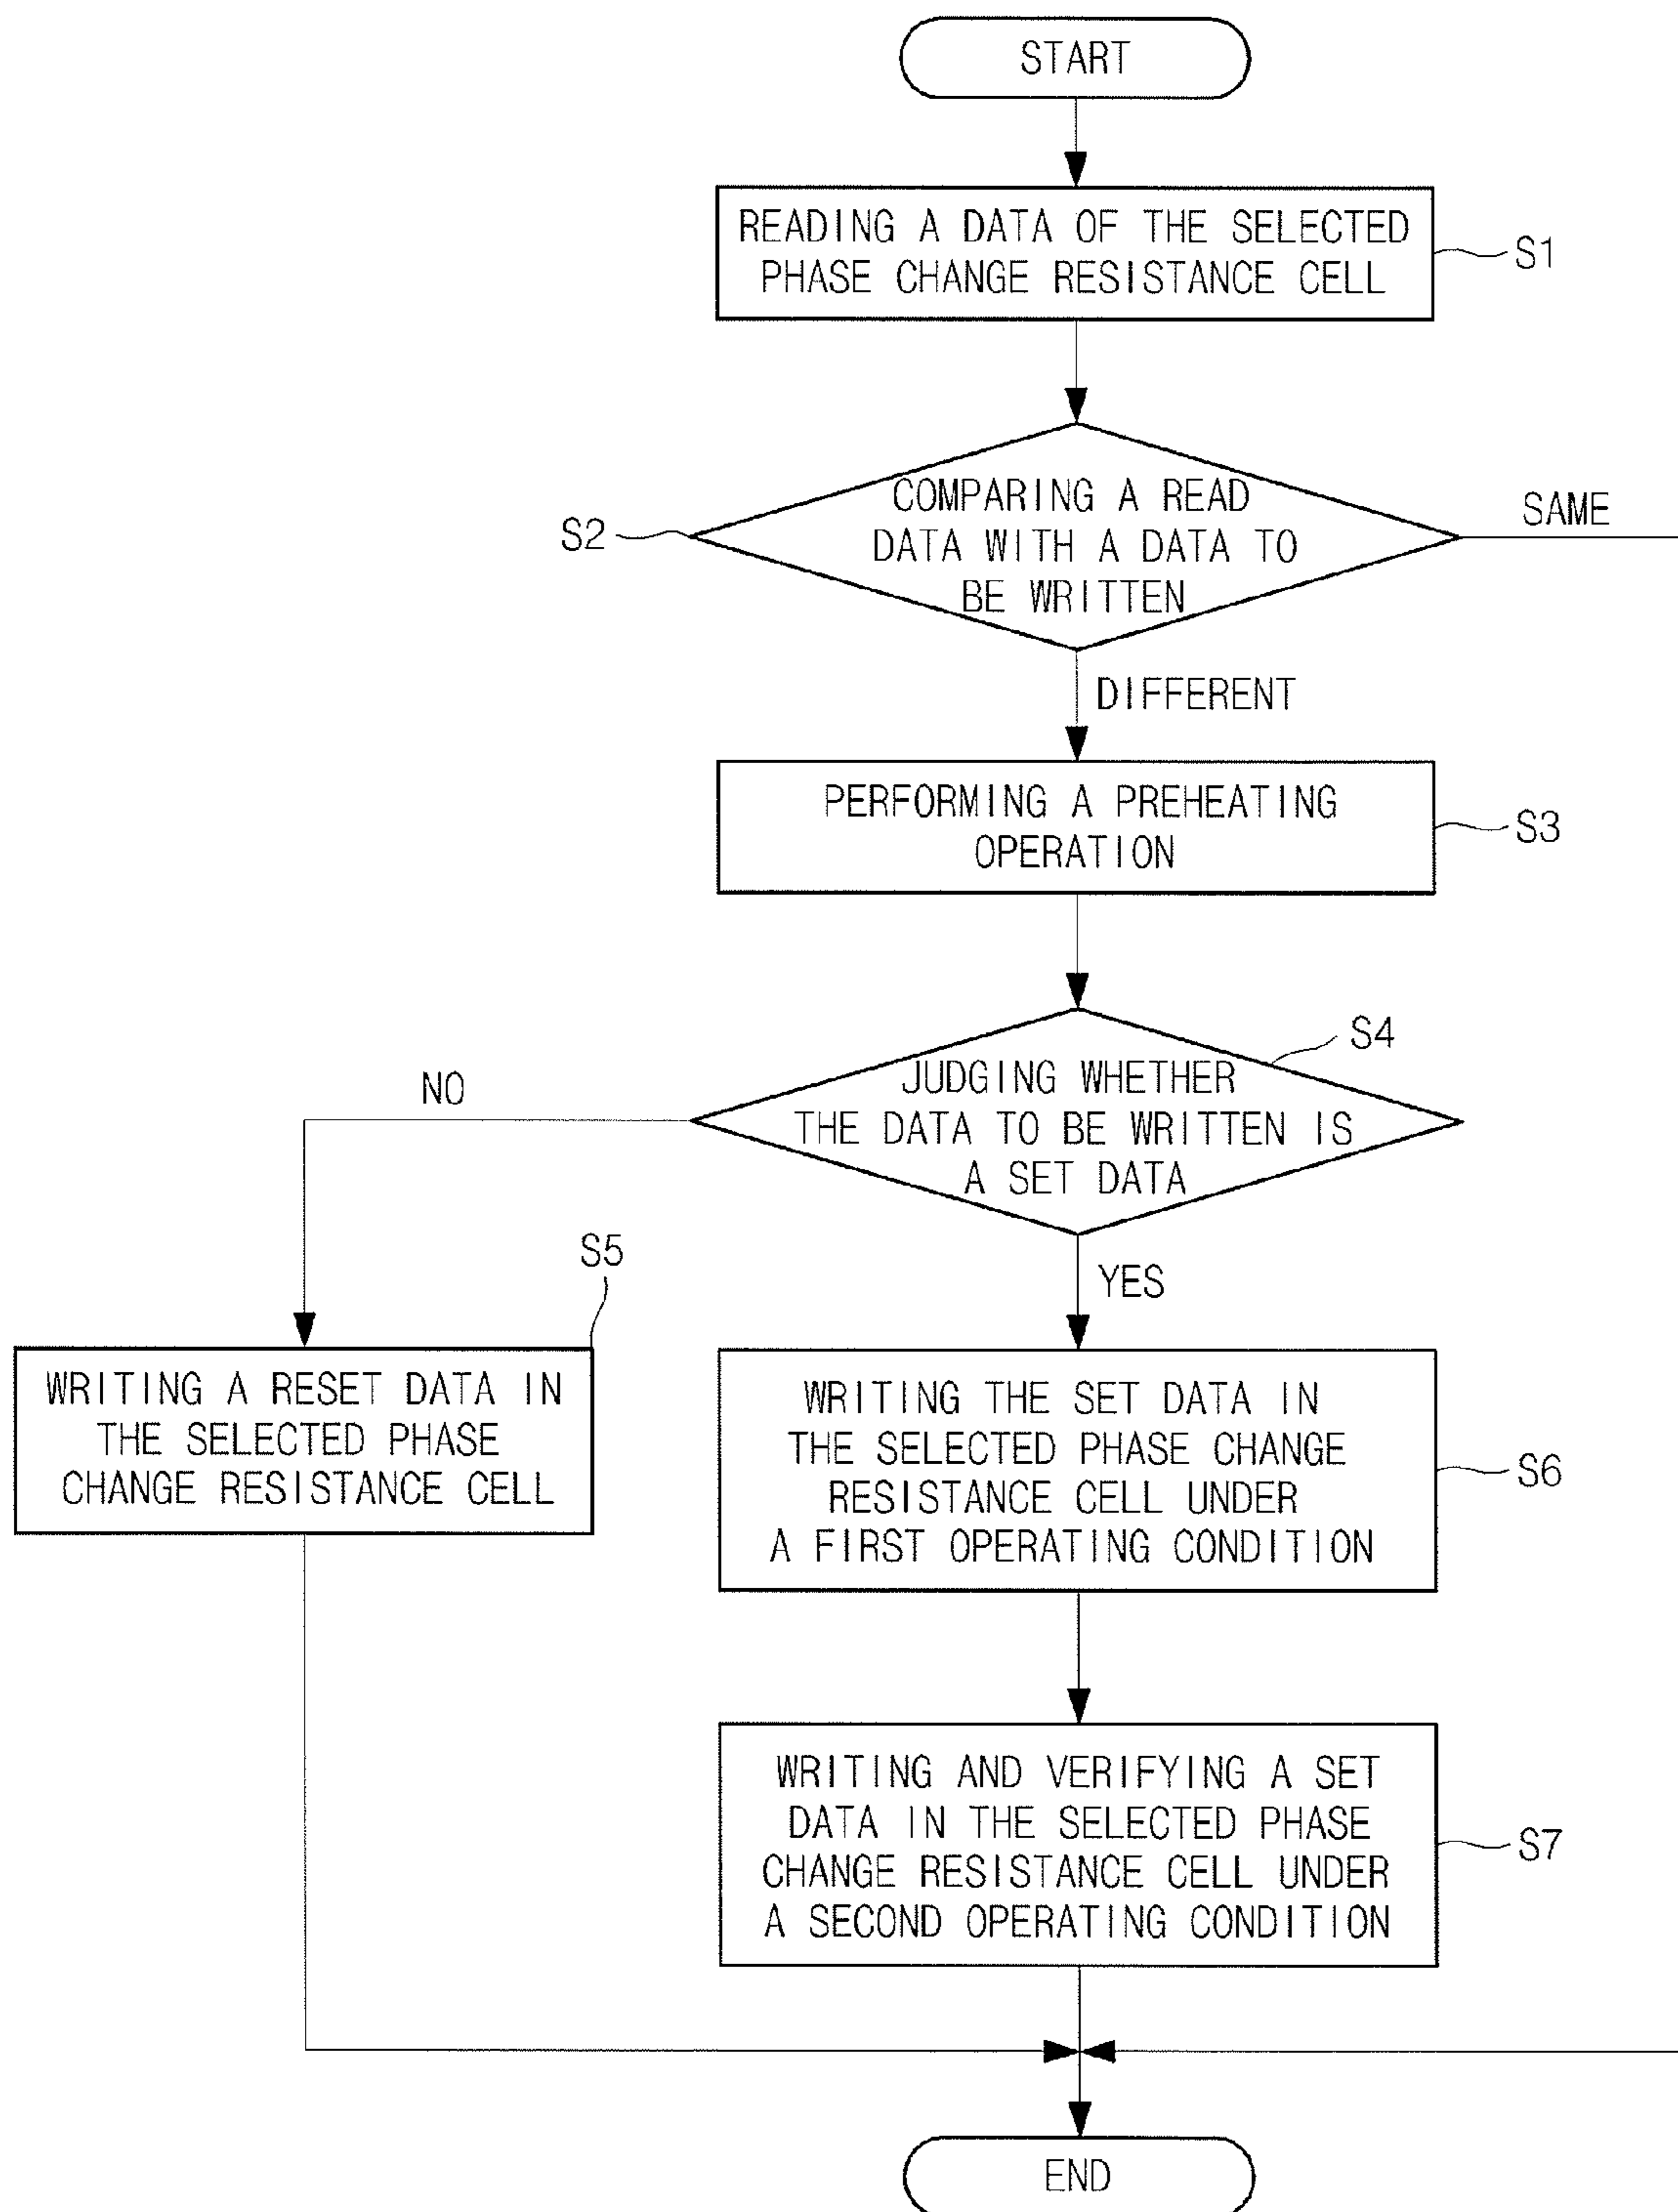 START
READING A DATA OF THE SELECTED
PHASE CHANGE RESISTANCE CELL
S1
COMPARING A READ
DATA WITH A DATA TO
BE WRITTEN
S2
SAME
DIFFERENT
PERFORMING A PREHEATING
OPERATION
S3
S4
JUDGING WHETHER
THE DATA TO BE WRITTEN IS
A SET DATA
NO
YES
S5
WRITING A RESET DATA IN
THE SELECTED PHASE
CHANGE RESISTANCE CELL
WRITING THE SET DATA IN
THE SELECTED PHASE CHANGE
RESISTANCE CELL UNDER
A FIRST OPERATING CONDITION
S6
WRITING AND VERIFYING A SET
DATA IN THE SELECTED PHASE
CHANGE RESISTANCE CELL UNDER
A SECOND OPERATING CONDITION
S7
END